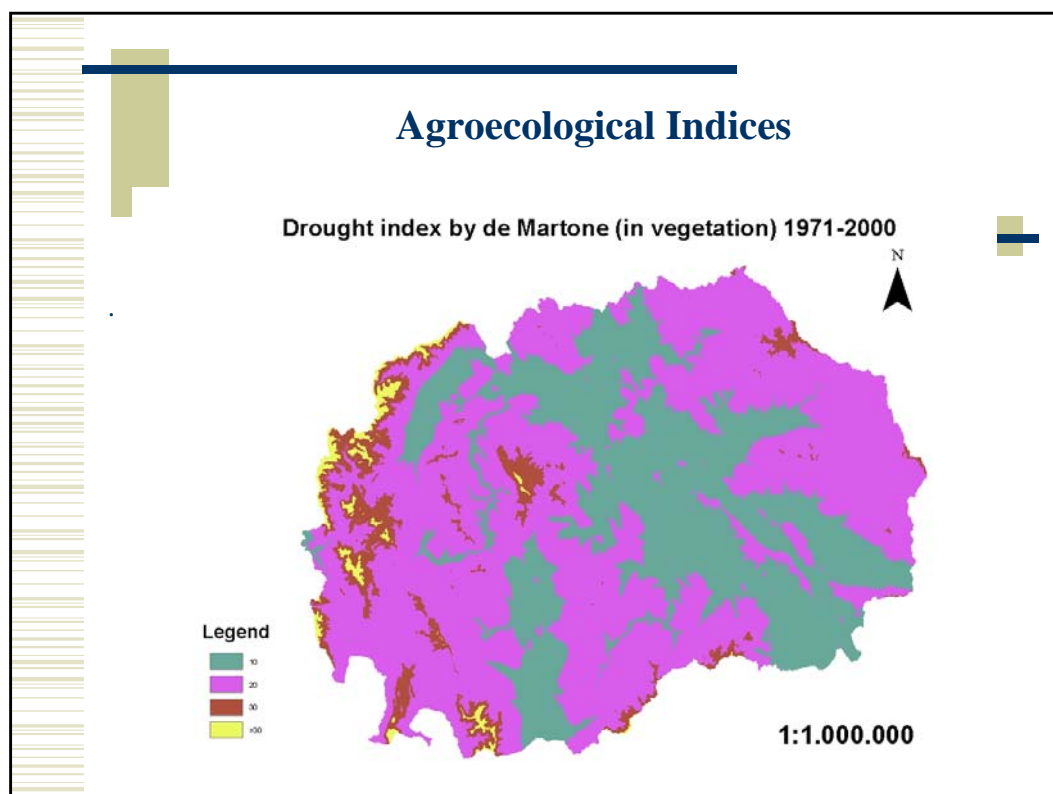 Agroecological Indices
Drought index by de Martone (in vegetation) 1971-2000
N
.
Legend
10
20
30
1:1.000.000